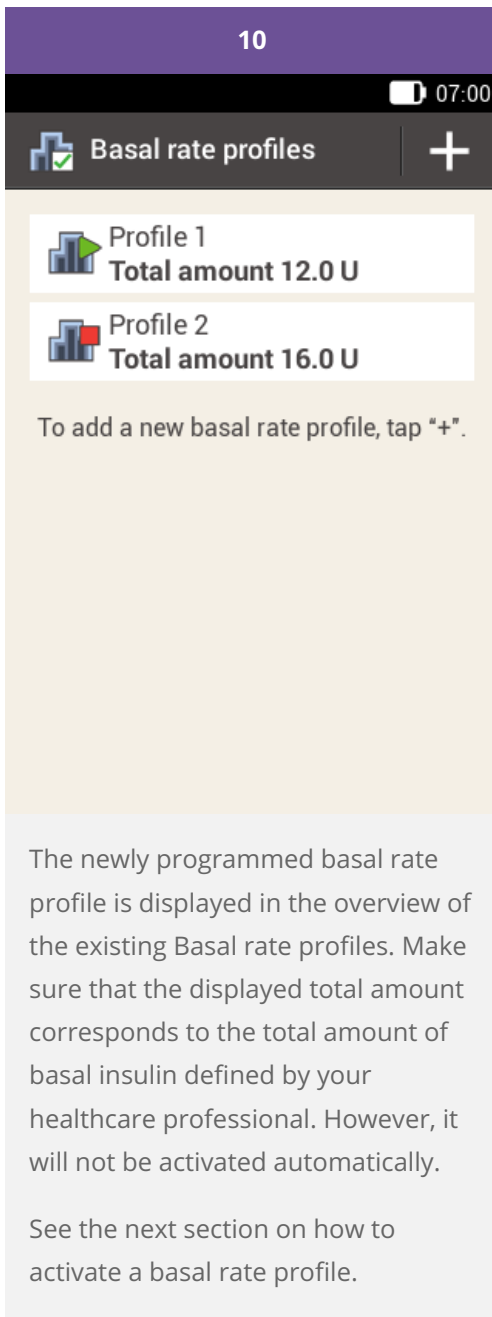 10
07:00
Basal rate profiles
Profile 1
Total amount 12.0 U
Profile 2
Total amount 16.0 U
To add a new basal rate profile, tap “+”.
The newly programmed basal rate
profile is displayed in the overview of
the existing Basal rate profiles. Make
sure that the displayed total amount
corresponds to the total amount of
basal insulin defined by your
healthcare professional. However, it
will not be activated automatically.
See the next section on how to
activate a basal rate profile.